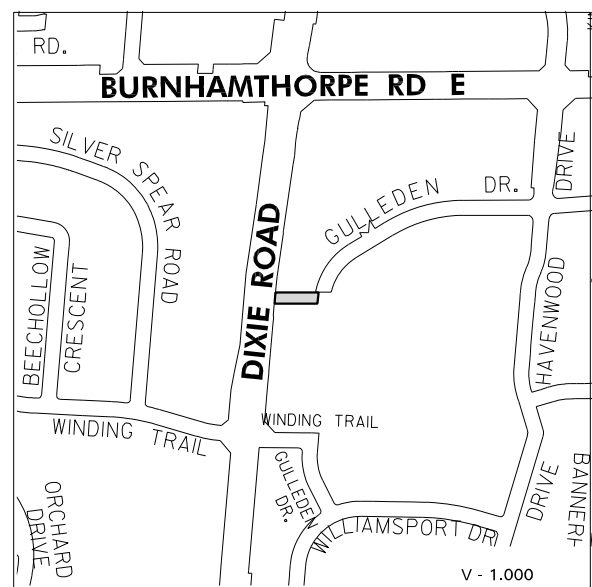 RD.
BURNHAMTHORPE RD E
SILVER SPEAR ROAD
GULLEDEN DR.
DRIVE
DIXIE ROAD
BEECHOLLOW
CRESCENT
HAVENWOOD
WINDING TRAIL
WINDING TRAIL
GULLEDEN
DR.
WILLIAMSPORT DR
DRIVE
BANNER-
ORCHARD
DRIVE
V - 1.000